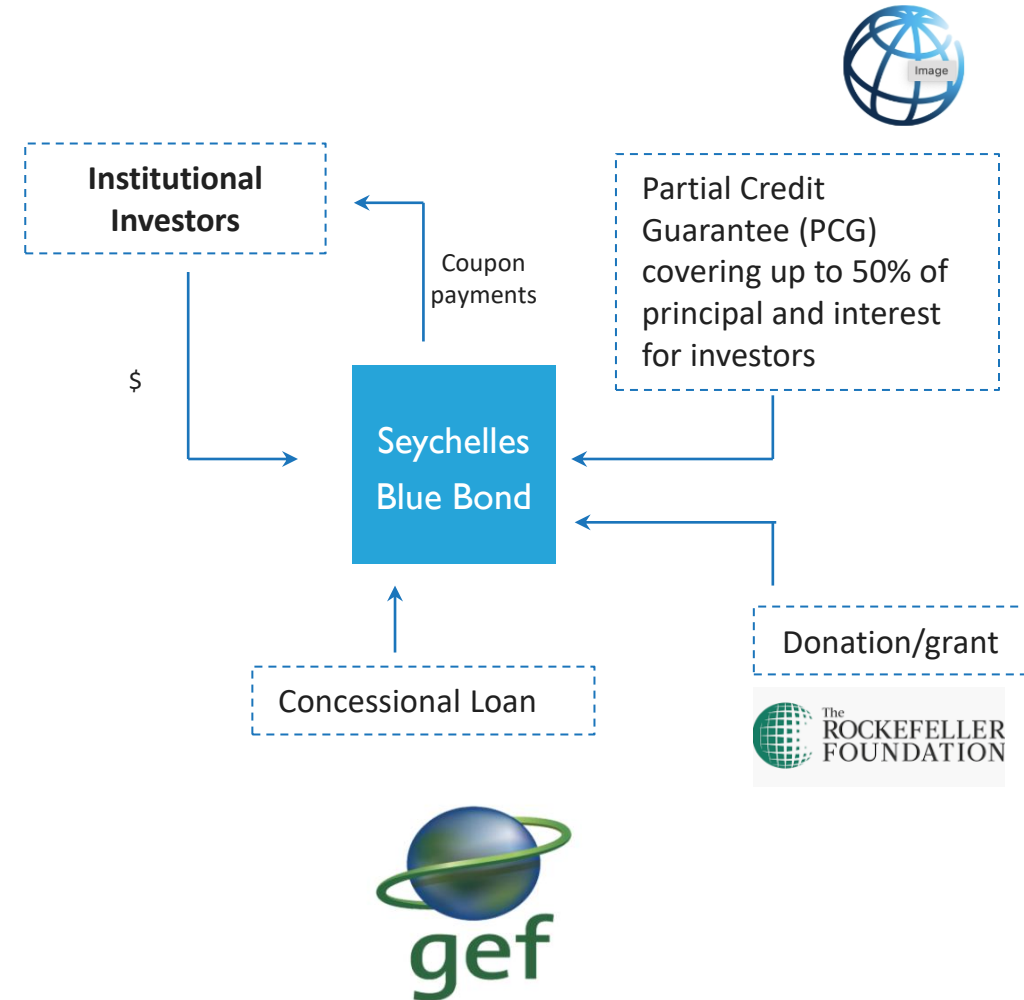 Image
Institutional
Investors
Partial Credit
Guarantee (PCG)
covering up to 50% of
principal and interest
for investors
Coupon
payments
$
Seychelles
Blue Bond
Donation/grant
Concessional Loan
The
ROCKEFELLER
FOUNDATION
gef